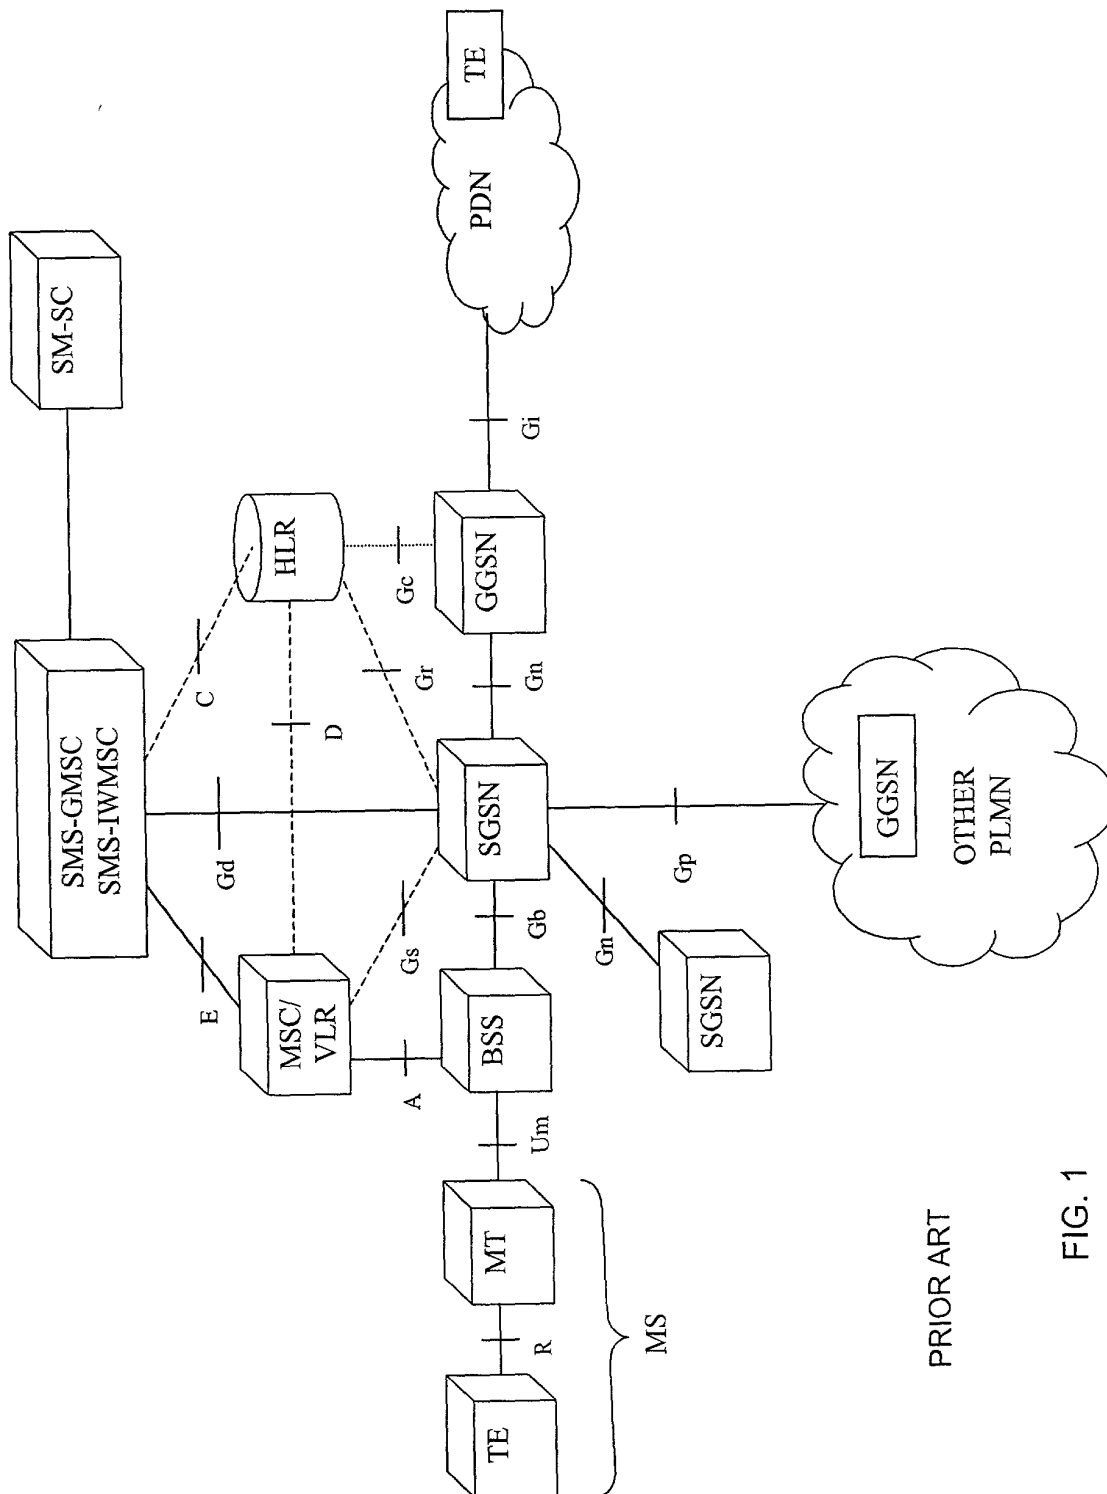 SMS-GMSC
SMS-IWMSC
SM-SC
E
Gd
C
MSC/
VLR
D
HLR
Gs
Gr
Gc
A
TE
R
MT
Um
BSS
Gb
SGSN
Gn
GGSN
Gi
PDN
TE
MS
Gn
Gp
SGSN
GGSN
OTHER
PLMN
PRIOR ART
FIG. 1